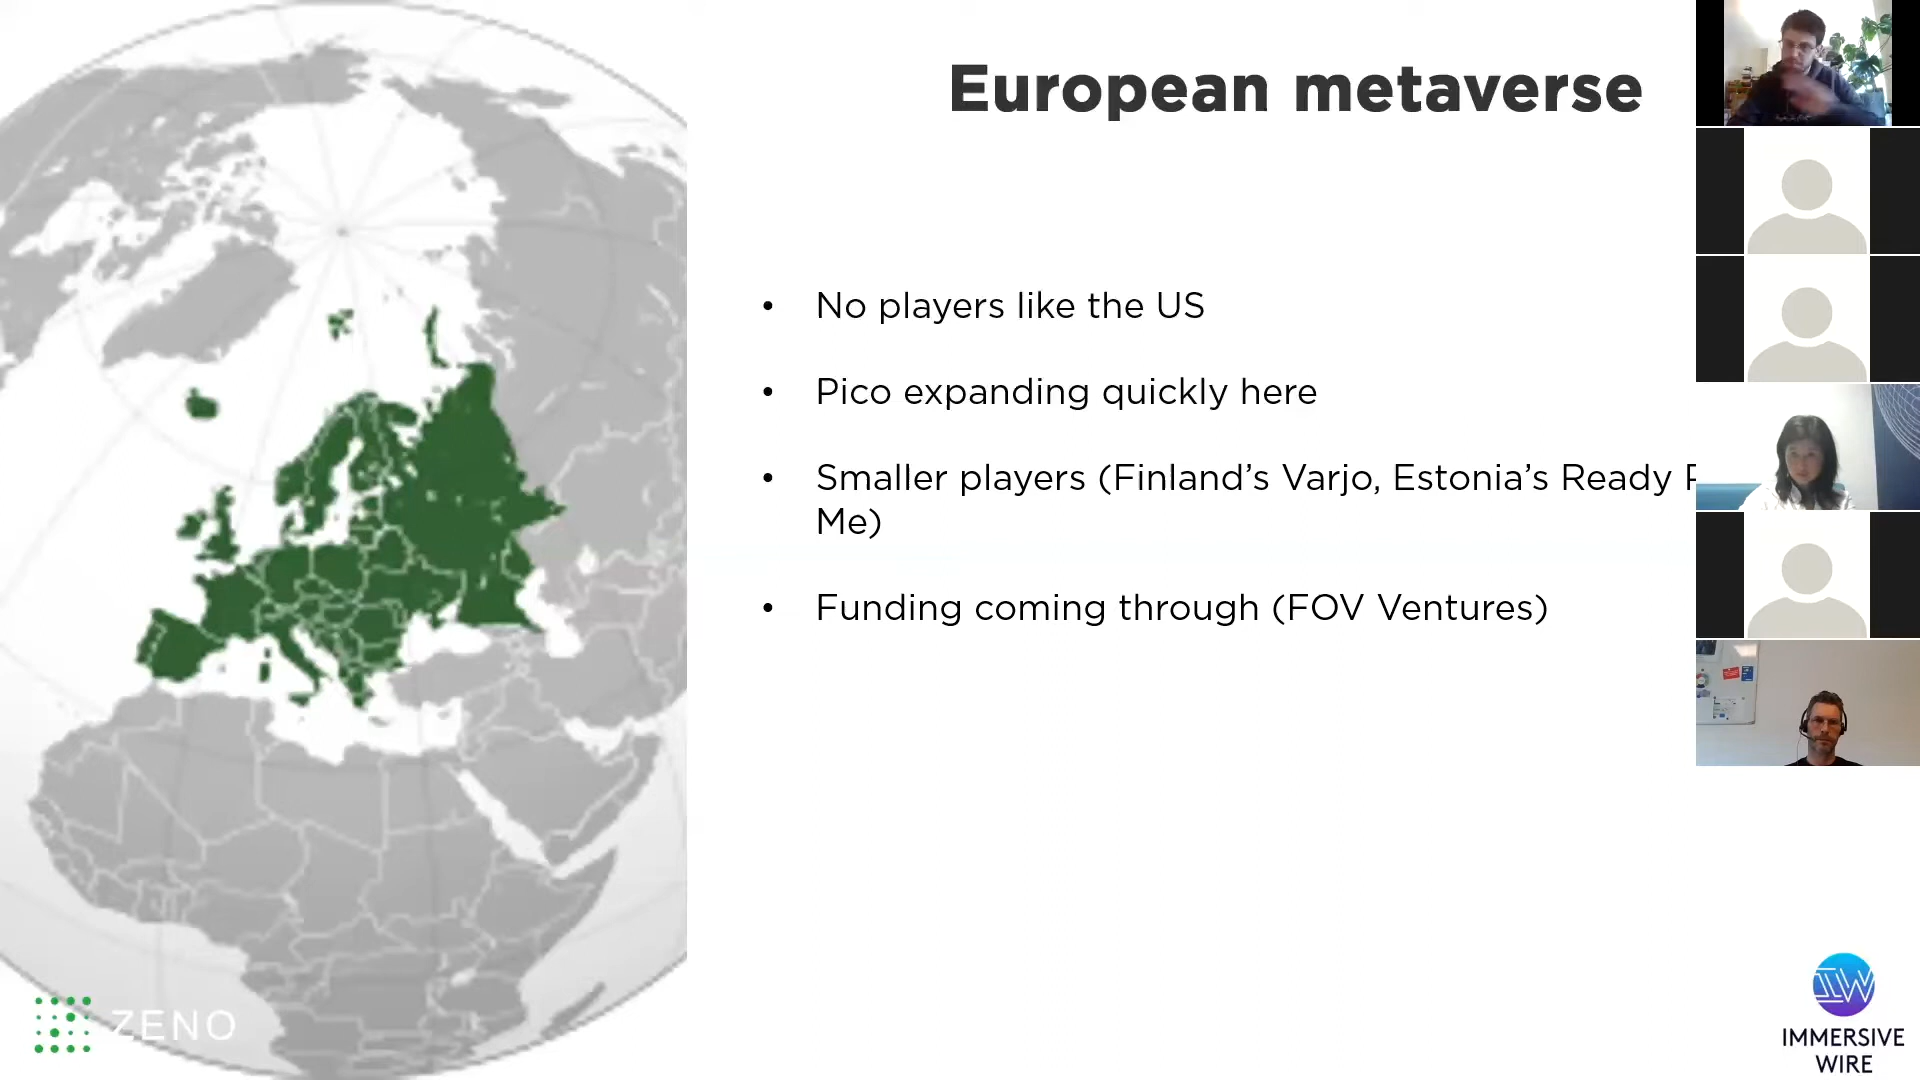 European metaverse
• No players like the US
• Pico expanding quickly here
• Smaller players (Finland’s Varjo, Estonia’s Ready
Me)
• Funding coming through (FOV Ventures)
ZENO
IW
IMMERSIVE
WIRE